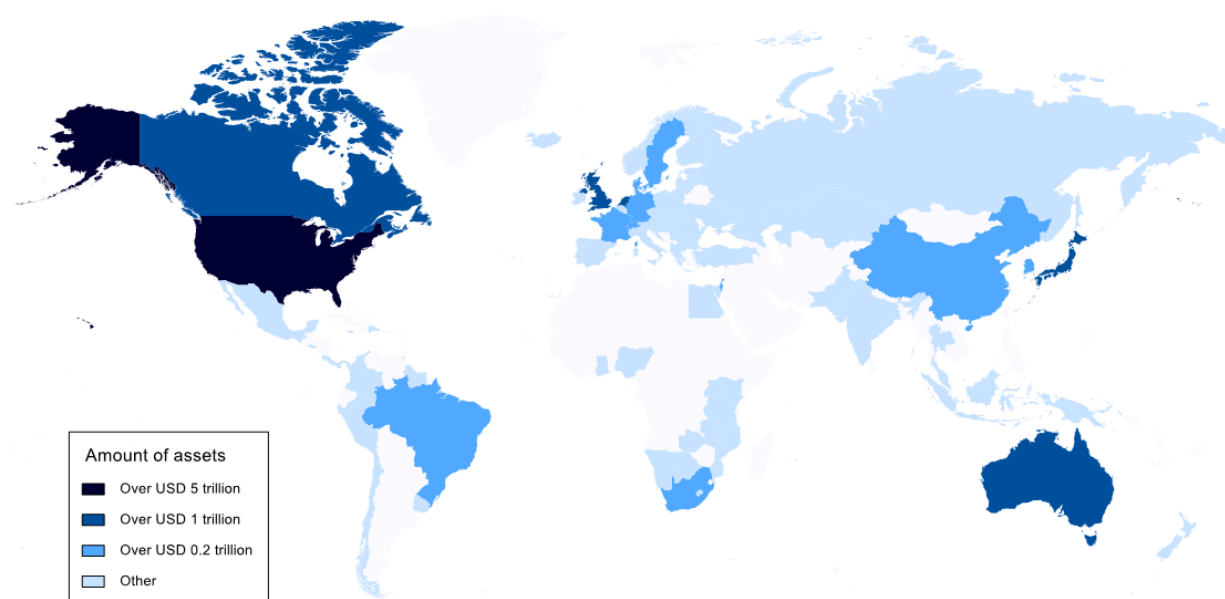 Amount of assets
Over USD 5 trillion
Over USD 1 trillion
Over USD 0.2 trillion
Other